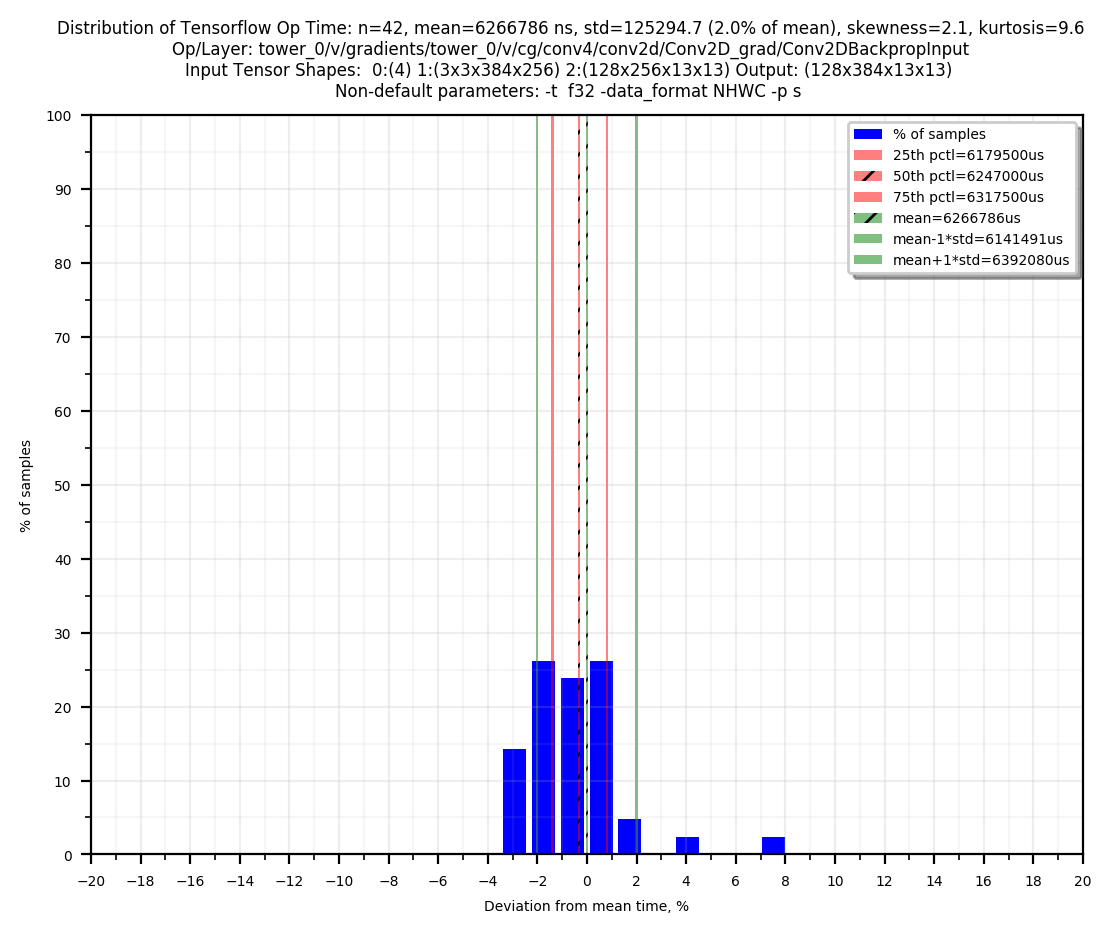 Distribution of Tensorflow Op Time: n=42, mean=6266786 ns, std=125294.7 (2.0% of mean), skewness=2.1, kurtosis=9.6
Op/Layer: tower_0/v/gradients/tower_0/v/cg/conv4/conv2d/Conv2D_grad/Conv2DBackpropInput
Input Tensor Shapes:  0:(4) 1:(3x3x384x256) 2:(128x256x13x13) Output: (128x384x13x13)
Non-default parameters: -t  f32 -data_format NHWC -p s
% of samples
25th pctl=6179500us
50th pctl=6247000us
75th pctl=6317500us
mean=6266786us
mean-1*std=6141491us
mean+1*std=6392080us
100
90
80
70
60
50
40
30
20
10
0
% of samples
−20 −18 −16 −14 −12 −10 −8 −6 −4 −2 0 2 4 6 8 10 12 14 16 18 20
Deviation from mean time, %